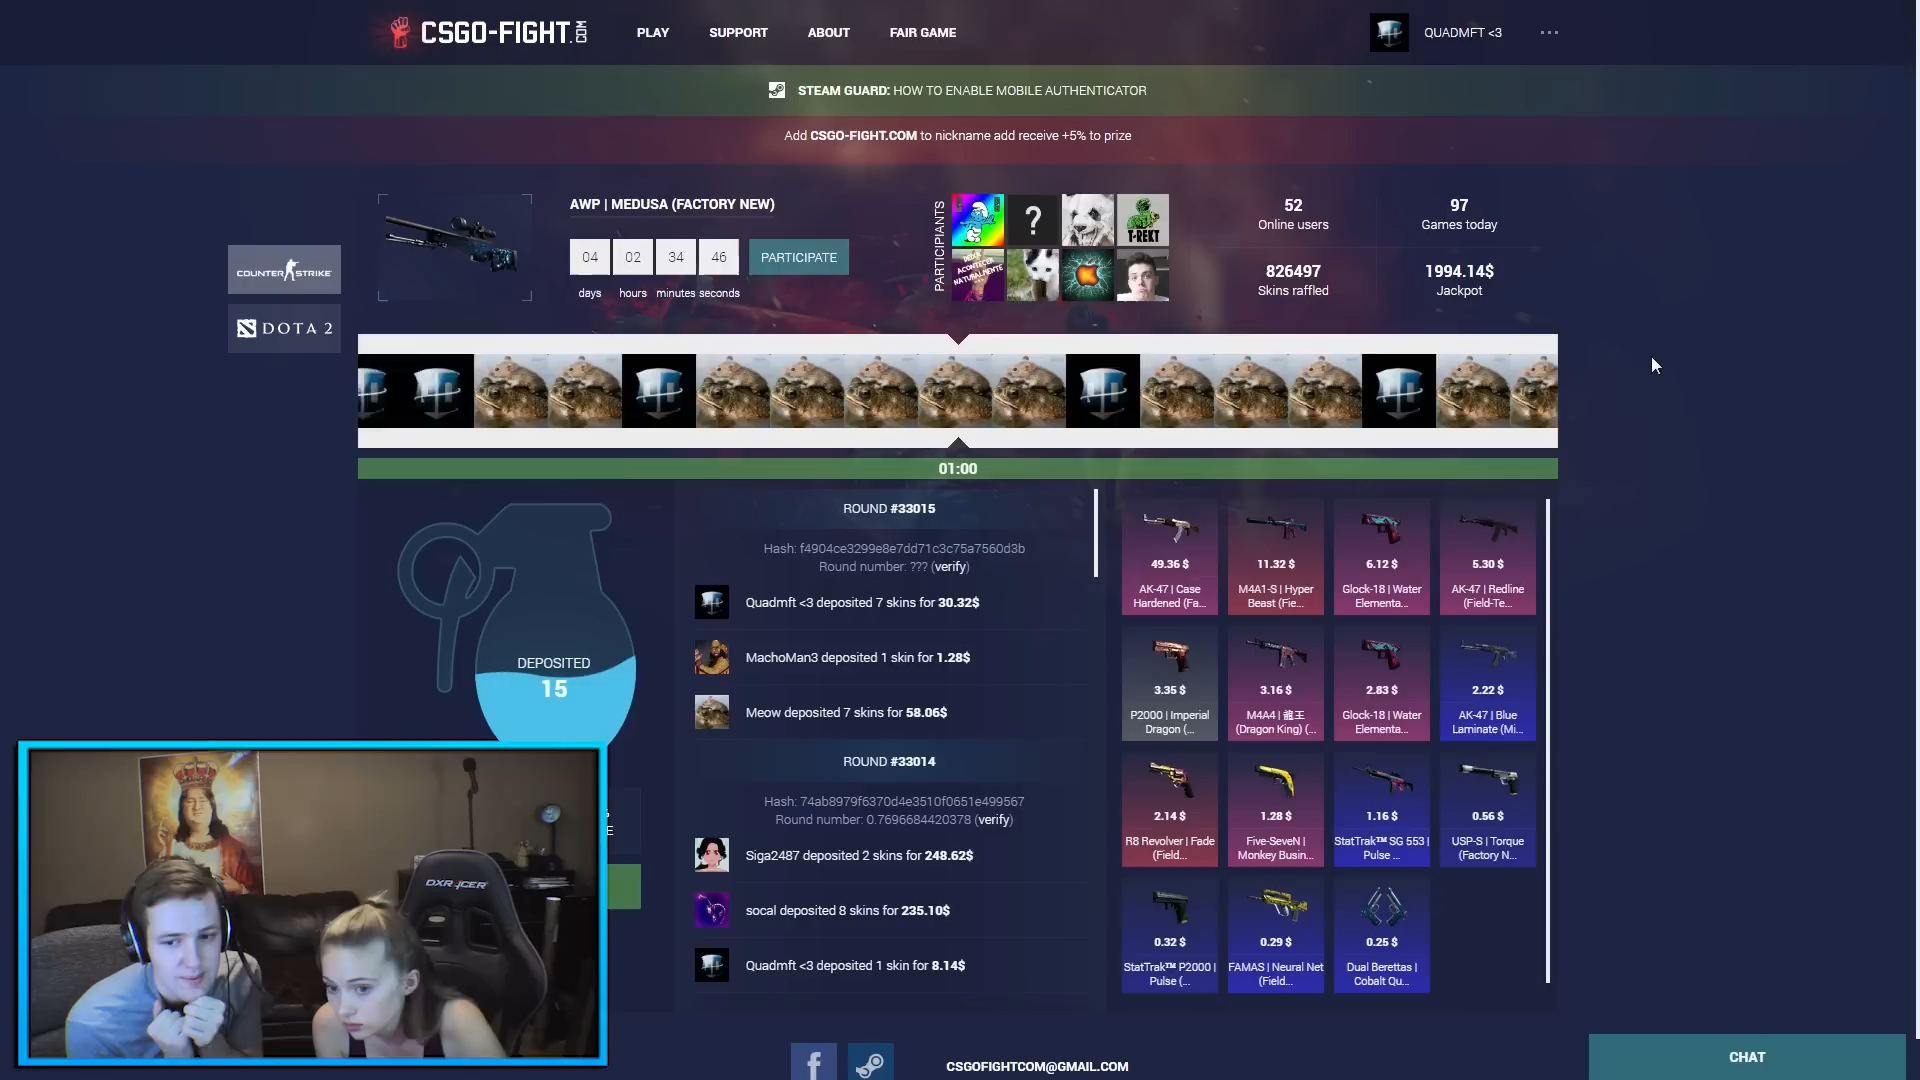 CSGO-FIGHT.COM
PLAY
SUPPORT
ABOUT
FAIR GAME
QUADMFT <3
STEAM GUARD: HOW TO ENABLE MOBILE AUTHENTICATOR
Add CSGO-FIGHT.COM to nickname add receive +5% to prize
COUNTER STRIKE
DOTA 2
AWP | MEDUSA (FACTORY NEW)
04
02
34
46
PARTICIPATE
days
hours
minutes
seconds
PARTICIPIANTS
?
T-REKT
DEIXE
ACONTECER
NATURALMENTE
52
Online users
97
Games today
826497
Skins raffled
1994.14$
Jackpot
01:00
DEPOSITED
15
ROUND #33015
Hash: f4904ce3299e8e7dd71c3c75a7560d3b
Round number: ??? (verify)
Quadmft <3 deposited 7 skins for 30.32$
MachoMan3 deposited 1 skin for 1.28$
Meow deposited 7 skins for 58.06$
ROUND #33014
Hash: 74ab8979f6370d4e3510f0651e499567
Round number: 0.7696684420378 (verify)
Siga2487 deposited 2 skins for 248.62$
socal deposited 8 skins for 235.10$
Quadmft <3 deposited 1 skin for 8.14$
49.36 $
AK-47 | Case
Hardened (Fa...
11.32 $
M4A1-S | Hyper
Beast (Fie...
6.12 $
Glock-18 | Water
Elementa...
5.30 $
AK-47 | Redline
(Field-Te...
3.35 $
P2000 | Imperial
Dragon (...
3.16 $
M4A4 | 龍王
(Dragon King) (...
2.83 $
Glock-18 | Water
Elementa...
2.22 $
AK-47 | Blue
Laminate (Mi...
2.14 $
R8 Revolver | Fade
(Field...
1.28 $
Five-SeveN |
Monkey Busin...
1.16 $
StatTrak™ SG 553 |
Pulse ...
0.56 $
USP-S | Torque
(Factory N...
0.32 $
StatTrak™ P2000 |
Pulse (...
0.29 $
FAMAS | Neural Net
(Field...
0.25 $
Dual Berettas |
Cobalt Qu...
DXRACER
CSGOFIGHTCOM@GMAIL.COM
CHAT